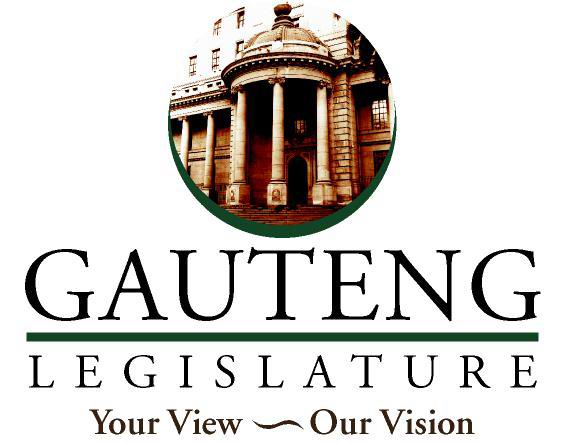 GAUTENG
LEGISLATURE
Your View ~ Our Vision